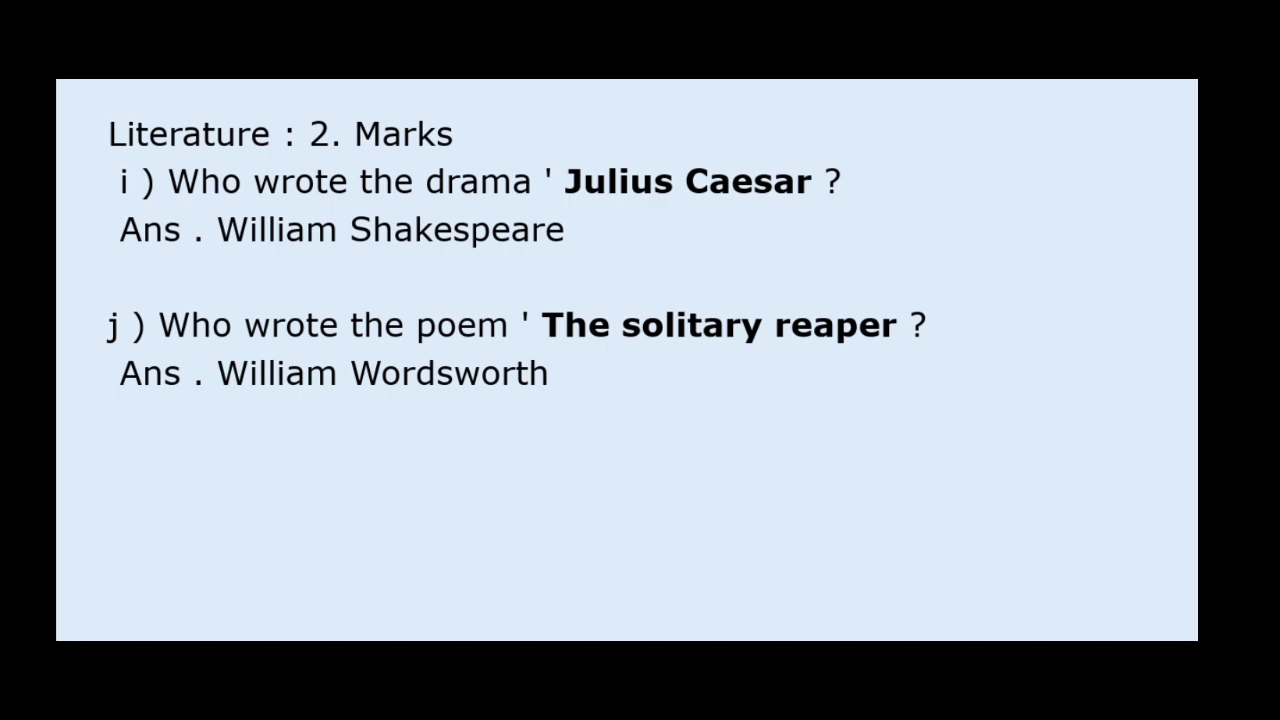 Literature : 2. Marks
i ) Who wrote the drama ' Julius Caesar ?
Ans . William Shakespeare
j ) Who wrote the poem ' The solitary reaper ?
Ans . William Wordsworth